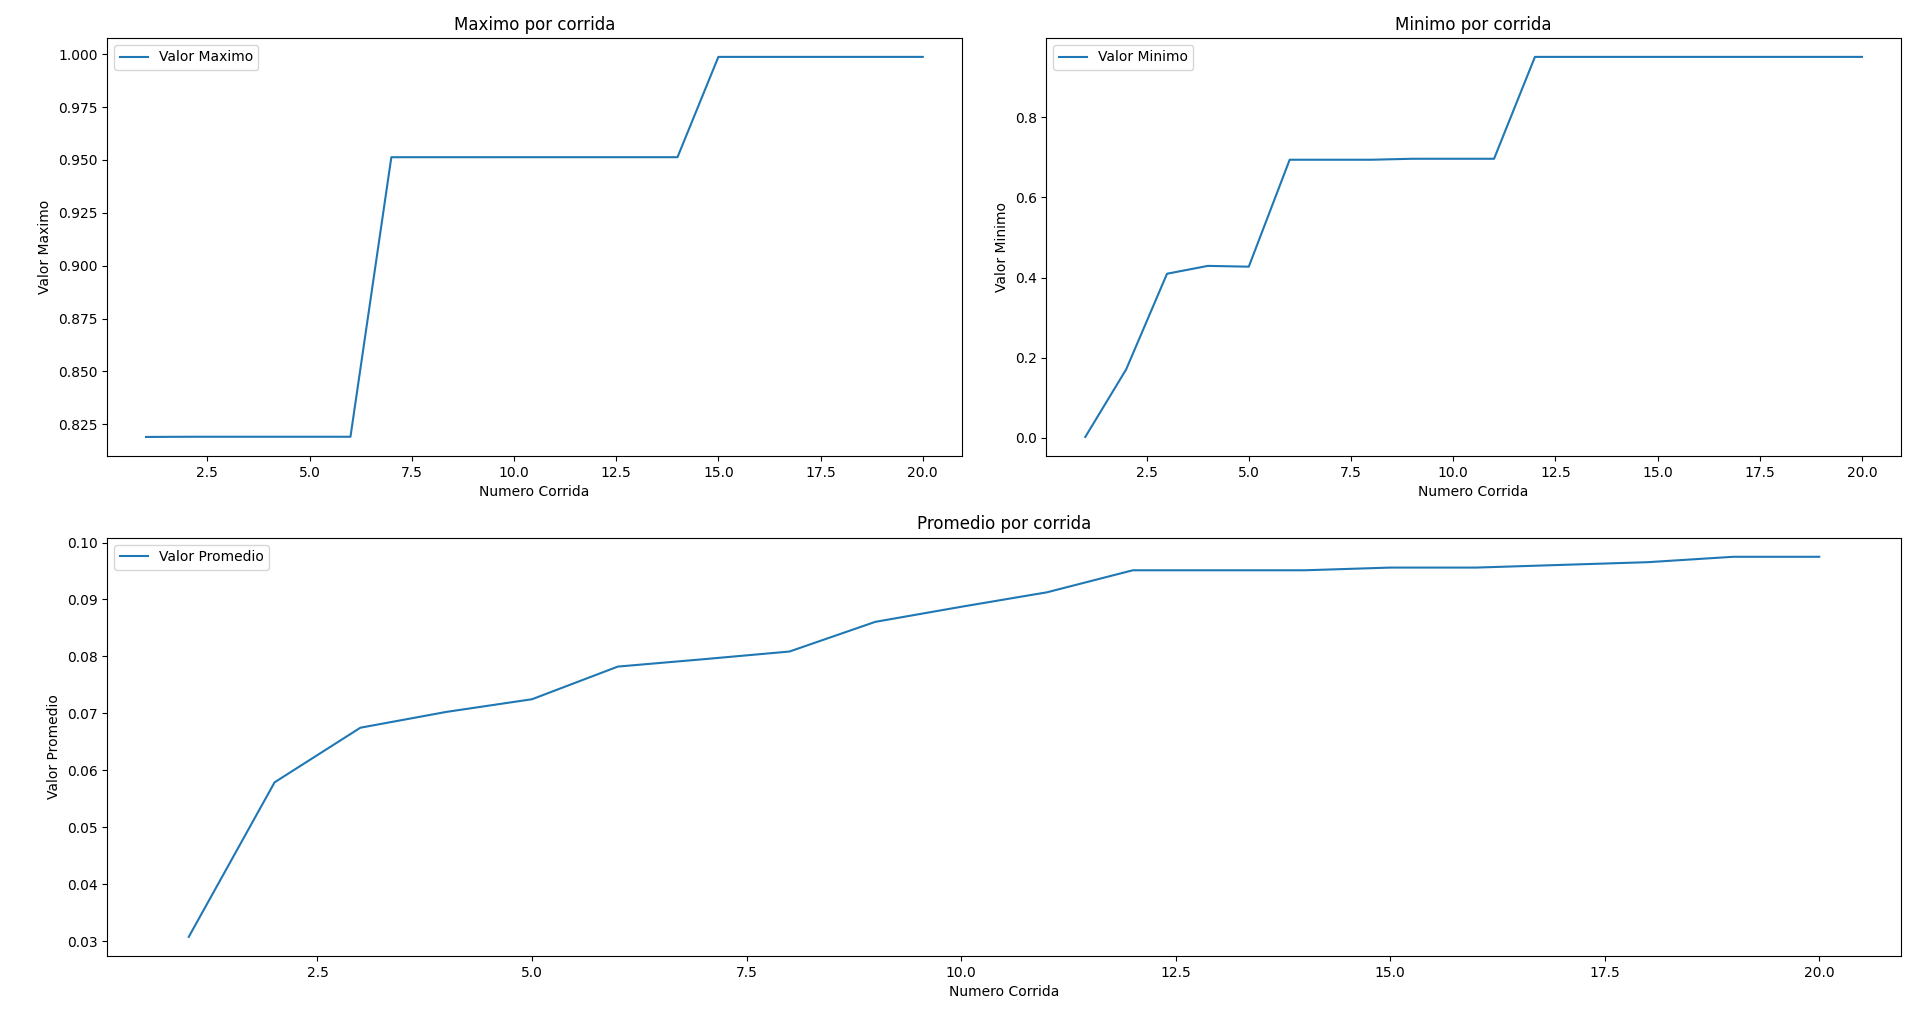 Maximo por corrida
Valor Maximo
1.000
0.975
0.950
0.925
0.900
0.875
0.850
0.825
Valor Maximo
2.5 5.0 7.5 10.0 12.5 15.0 17.5 20.0
Numero Corrida
Minimo por corrida
Valor Minimo
0.8
0.6
0.4
0.2
0.0
Valor Minimo
2.5 5.0 7.5 10.0 12.5 15.0 17.5 20.0
Numero Corrida
Promedio por corrida
Valor Promedio
0.10
0.09
0.08
0.07
0.06
0.05
0.04
0.03
Valor Promedio
2.5 5.0 7.5 10.0 12.5 15.0 17.5 20.0
Numero Corrida